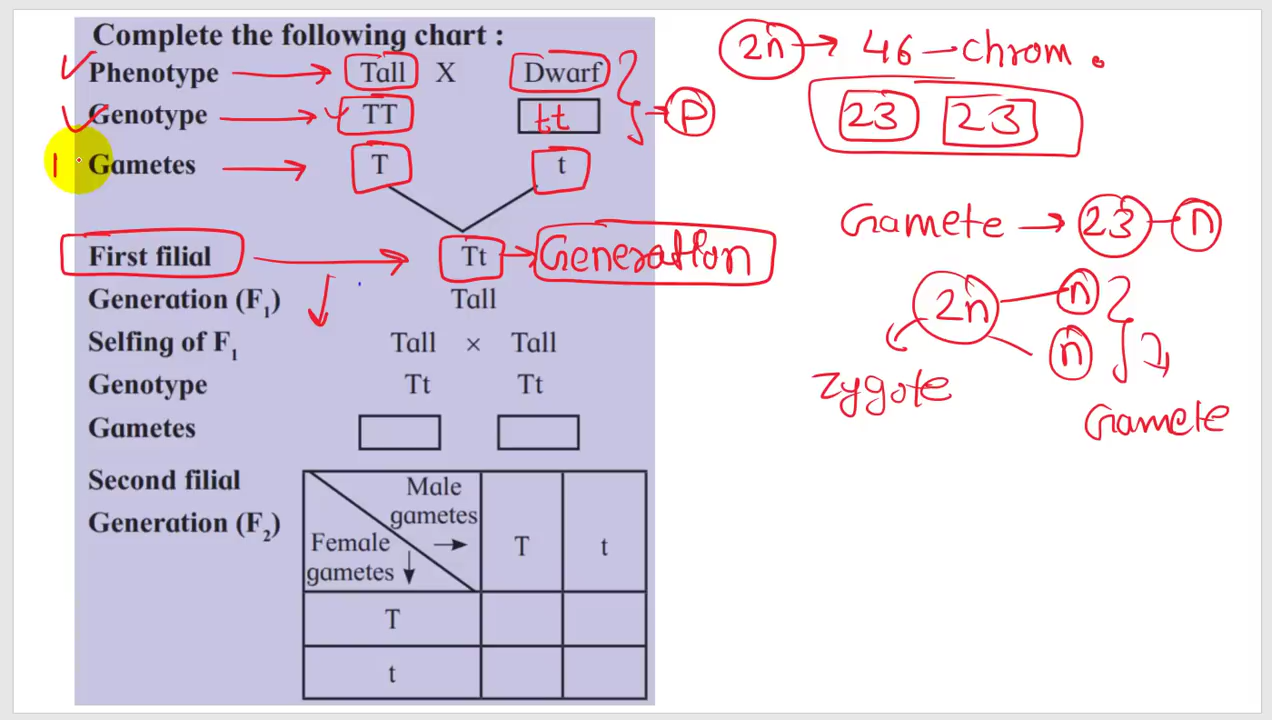 Complete the following chart :
Phenotype Tall X Dwarf
Genotype TT tt P
Gametes T t
First filial Tt Generation
Generation (F1) Tall
Selfing of F1 Tall × Tall
Genotype Tt Tt
Gametes
Second filial
Generation (F2)
Male
gametes
Female
gametes
T t
T
t
2n → 46 – chrom.
23 23
Gamete → 23 – n
2n n
n
Zygote
Gamete